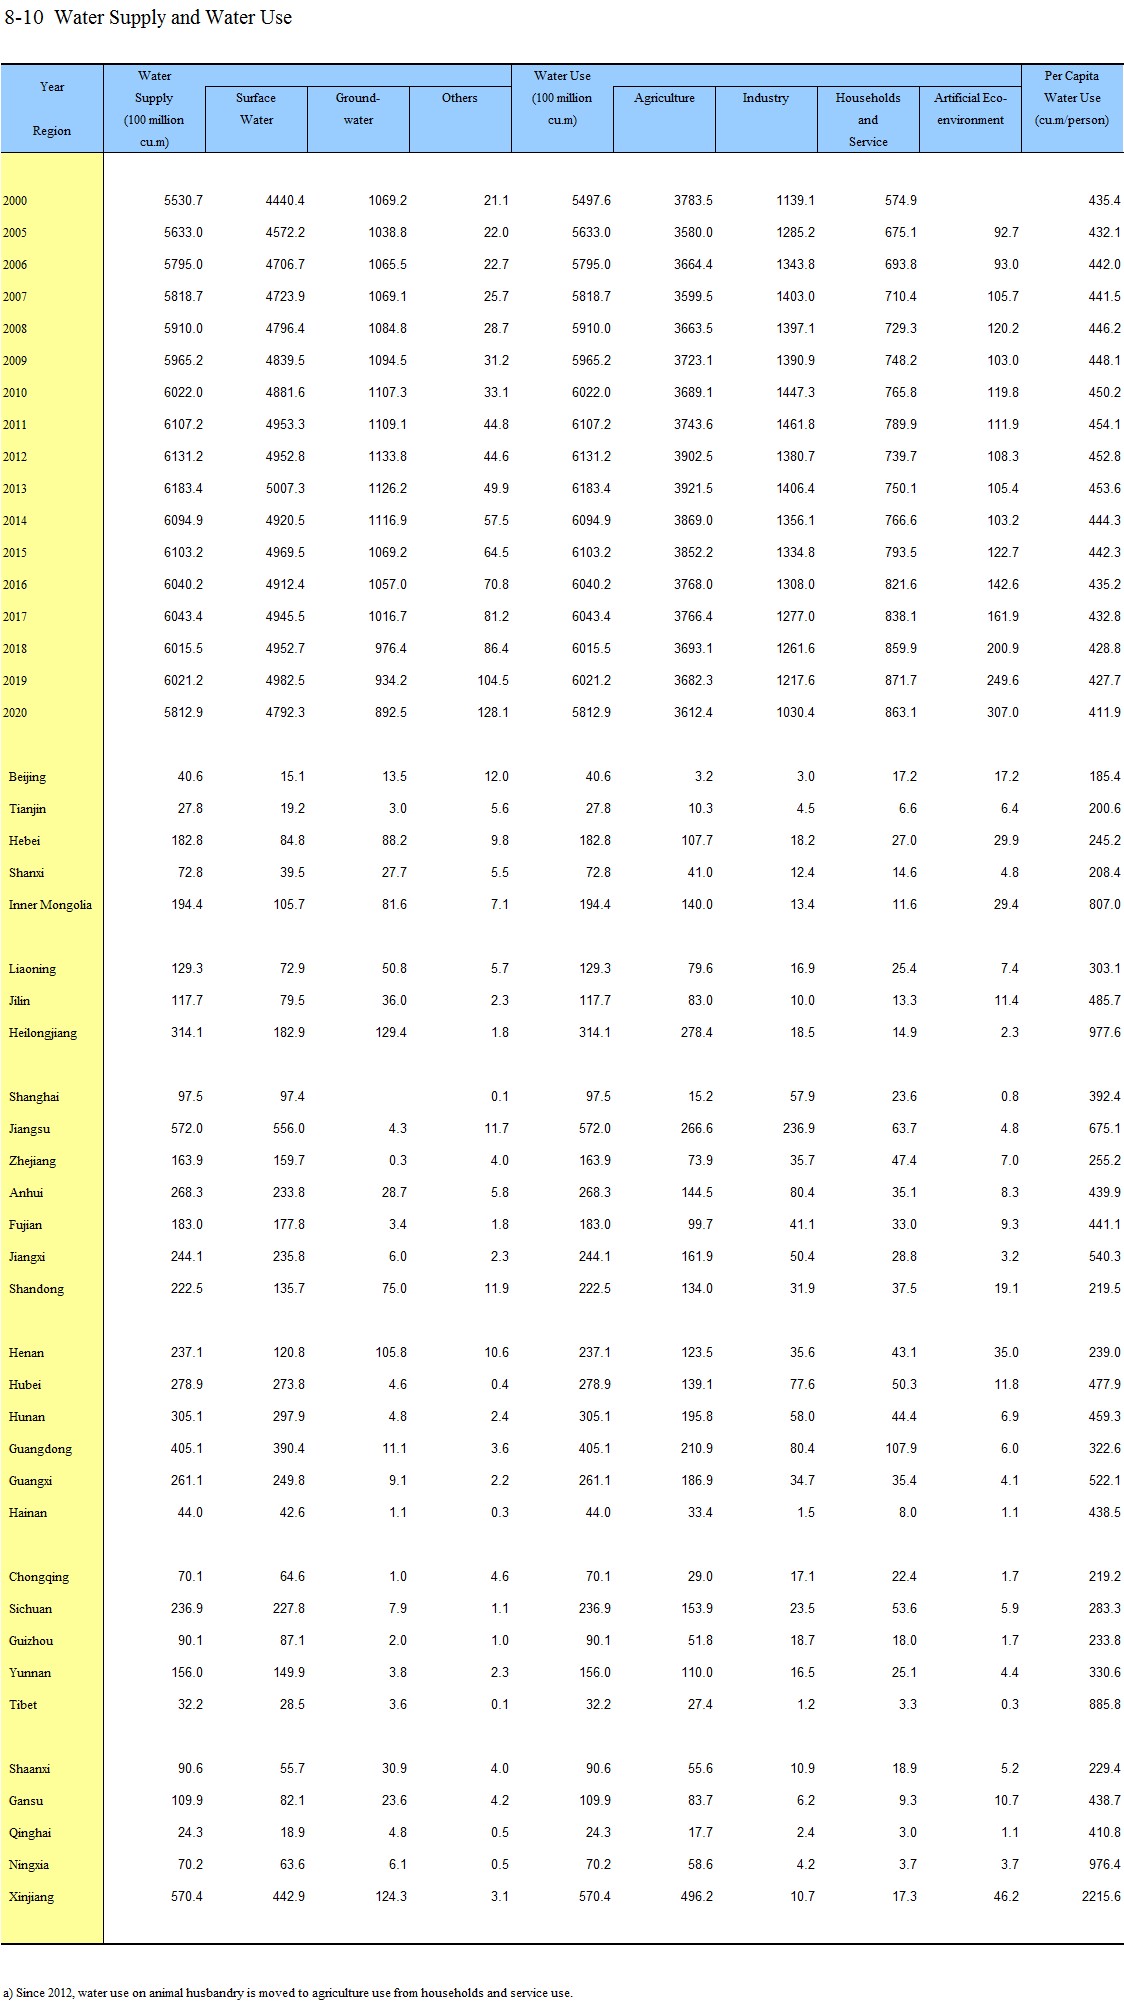 8-10 Water Supply and Water Use
Year
Region
Water
Supply
(100 million
cu.m)
Surface
Water
Ground-
water
Others
Water Use
(100 million
cu.m)
Agriculture
Industry
Households
and
Service
Artificial Eco-
environment
Per Capita
Water Use
(cu.m/person)
2000 5530.7 4440.4 1069.2 21.1 5497.6 3783.5 1139.1 574.9 435.4
2005 5633.0 4572.2 1038.8 22.0 5633.0 3580.0 1285.2 675.1 92.7 432.1
2006 5795.0 4706.7 1065.5 22.7 5795.0 3664.4 1343.8 693.8 93.0 442.0
2007 5818.7 4723.9 1069.1 25.7 5818.7 3599.5 1403.0 710.4 105.7 441.5
2008 5910.0 4796.4 1084.8 28.7 5910.0 3663.5 1397.1 729.3 120.2 446.2
2009 5965.2 4839.5 1094.5 31.2 5965.2 3723.1 1390.9 748.2 103.0 448.1
2010 6022.0 4881.6 1107.3 33.1 6022.0 3689.1 1447.3 765.8 119.8 450.2
2011 6107.2 4953.3 1109.1 44.8 6107.2 3743.6 1461.8 789.9 111.9 454.1
2012 6131.2 4952.8 1133.8 44.6 6131.2 3902.5 1380.7 739.7 108.3 452.8
2013 6183.4 5007.3 1126.2 49.9 6183.4 3921.5 1406.4 750.1 105.4 453.6
2014 6094.9 4920.5 1116.9 57.5 6094.9 3869.0 1356.1 766.6 103.2 444.3
2015 6103.2 4969.5 1069.2 64.5 6103.2 3852.2 1334.8 793.5 122.7 442.3
2016 6040.2 4912.4 1057.0 70.8 6040.2 3768.0 1308.0 821.6 142.6 435.2
2017 6043.4 4945.5 1016.7 81.2 6043.4 3766.4 1277.0 838.1 161.9 432.8
2018 6015.5 4952.7 976.4 86.4 6015.5 3693.1 1261.6 859.9 200.9 428.8
2019 6021.2 4982.5 934.2 104.5 6021.2 3682.3 1217.6 871.7 249.6 427.7
2020 5812.9 4792.3 892.5 128.1 5812.9 3612.4 1030.4 863.1 307.0 411.9
Beijing 40.6 15.1 13.5 12.0 40.6 3.2 3.0 17.2 17.2 185.4
Tianjin 27.8 19.2 3.0 5.6 27.8 10.3 4.5 6.6 6.4 200.6
Hebei 182.8 84.8 88.2 9.8 182.8 107.7 18.2 27.0 29.9 245.2
Shanxi 72.8 39.5 27.7 5.5 72.8 41.0 12.4 14.6 4.8 208.4
Inner Mongolia 194.4 105.7 81.6 7.1 194.4 140.0 13.4 11.6 29.4 807.0
Liaoning 129.3 72.9 50.8 5.7 129.3 79.6 16.9 25.4 7.4 303.1
Jilin 117.7 79.5 36.0 2.3 117.7 83.0 10.0 13.3 11.4 485.7
Heilongjiang 314.1 182.9 129.4 1.8 314.1 278.4 18.5 14.9 2.3 977.6
Shanghai 97.5 97.4 0.1 97.5 15.2 57.9 23.6 0.8 392.4
Jiangsu 572.0 556.0 4.3 11.7 572.0 266.6 236.9 63.7 4.8 675.1
Zhejiang 163.9 159.7 0.3 4.0 163.9 73.9 35.7 47.4 7.0 255.2
Anhui 268.3 233.8 28.7 5.8 268.3 144.5 80.4 35.1 8.3 439.9
Fujian 183.0 177.8 3.4 1.8 183.0 99.7 41.1 33.0 9.3 441.1
Jiangxi 244.1 235.8 6.0 2.3 244.1 161.9 50.4 28.8 3.2 540.3
Shandong 222.5 135.7 75.0 11.9 222.5 134.0 31.9 37.5 19.1 219.5
Henan 237.1 120.8 105.8 10.6 237.1 123.5 35.6 43.1 35.0 239.0
Hubei 278.9 273.8 4.6 0.4 278.9 139.1 77.6 50.3 11.8 477.9
Hunan 305.1 297.9 4.8 2.4 305.1 195.8 58.0 44.4 6.9 459.3
Guangdong 405.1 390.4 11.1 3.6 405.1 210.9 80.4 107.9 6.0 322.6
Guangxi 261.1 249.8 9.1 2.2 261.1 186.9 34.7 35.4 4.1 522.1
Hainan 44.0 42.6 1.1 0.3 44.0 33.4 1.5 8.0 1.1 438.5
Chongqing 70.1 64.6 1.0 4.6 70.1 29.0 17.1 22.4 1.7 219.2
Sichuan 236.9 227.8 7.9 1.1 236.9 153.9 23.5 53.6 5.9 283.3
Guizhou 90.1 87.1 2.0 1.0 90.1 51.8 18.7 18.0 1.7 233.8
Yunnan 156.0 149.9 3.8 2.3 156.0 110.0 16.5 25.1 4.4 330.6
Tibet 32.2 28.5 3.6 0.1 32.2 27.4 1.2 3.3 0.3 885.8
Shaanxi 90.6 55.7 30.9 4.0 90.6 55.6 10.9 18.9 5.2 229.4
Gansu 109.9 82.1 23.6 4.2 109.9 83.7 6.2 9.3 10.7 438.7
Qinghai 24.3 18.9 4.8 0.5 24.3 17.7 2.4 3.0 1.1 410.8
Ningxia 70.2 63.6 6.1 0.5 70.2 58.6 4.2 3.7 3.7 976.4
Xinjiang 570.4 442.9 124.3 3.1 570.4 496.2 10.7 17.3 46.2 2215.6
a) Since 2012, water use on animal husbandry is moved to agriculture use from households and service use.